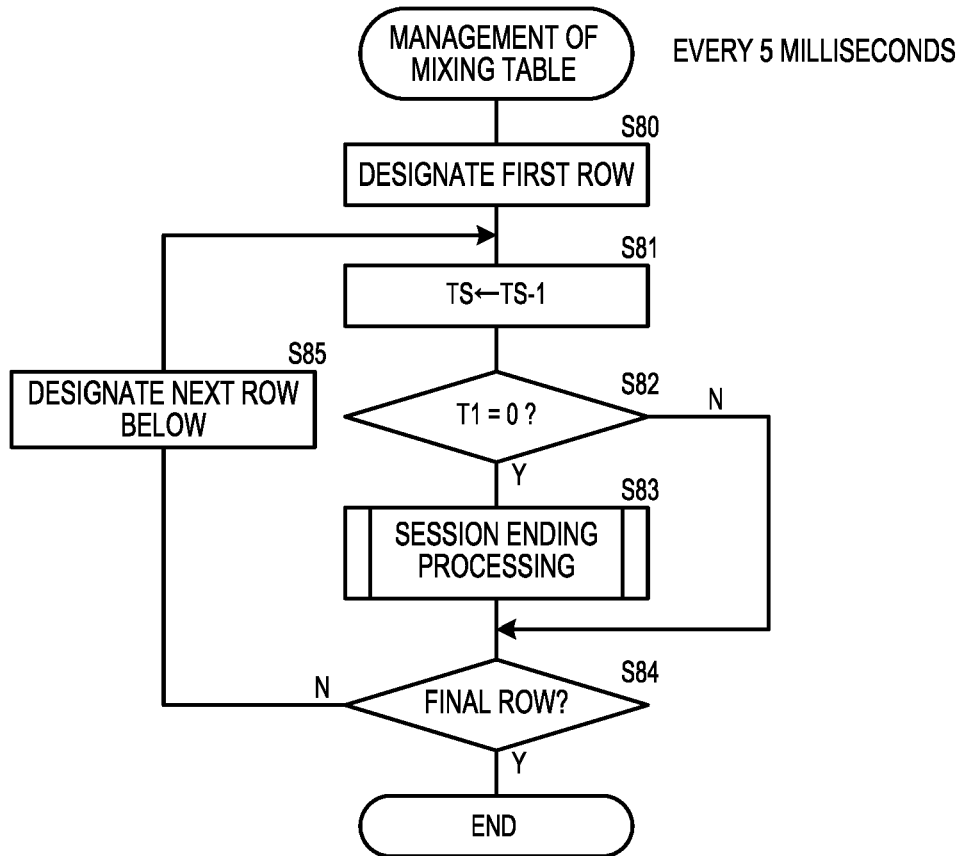 MANAGEMENT OF
MIXING TABLE
EVERY 5 MILLISECONDS
S80
DESIGNATE FIRST ROW
S81
TS←TS-1
S85
DESIGNATE NEXT ROW
BELOW
S82
T1 = 0 ?
N
Y
S83
SESSION ENDING
PROCESSING
S84
FINAL ROW?
N
Y
END